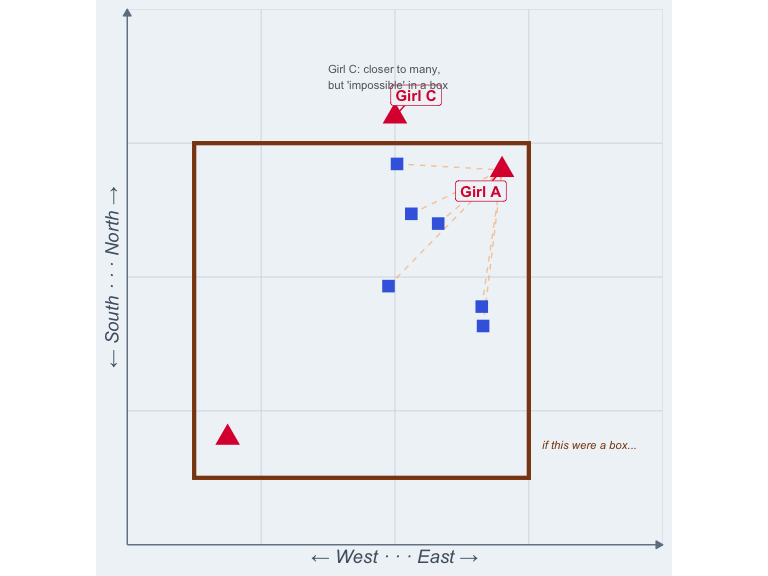 Girl C: closer to many,
but 'impossible' in a box
Girl C
Girl A
← South · · · North →
if this were a box...
← West · · · East →